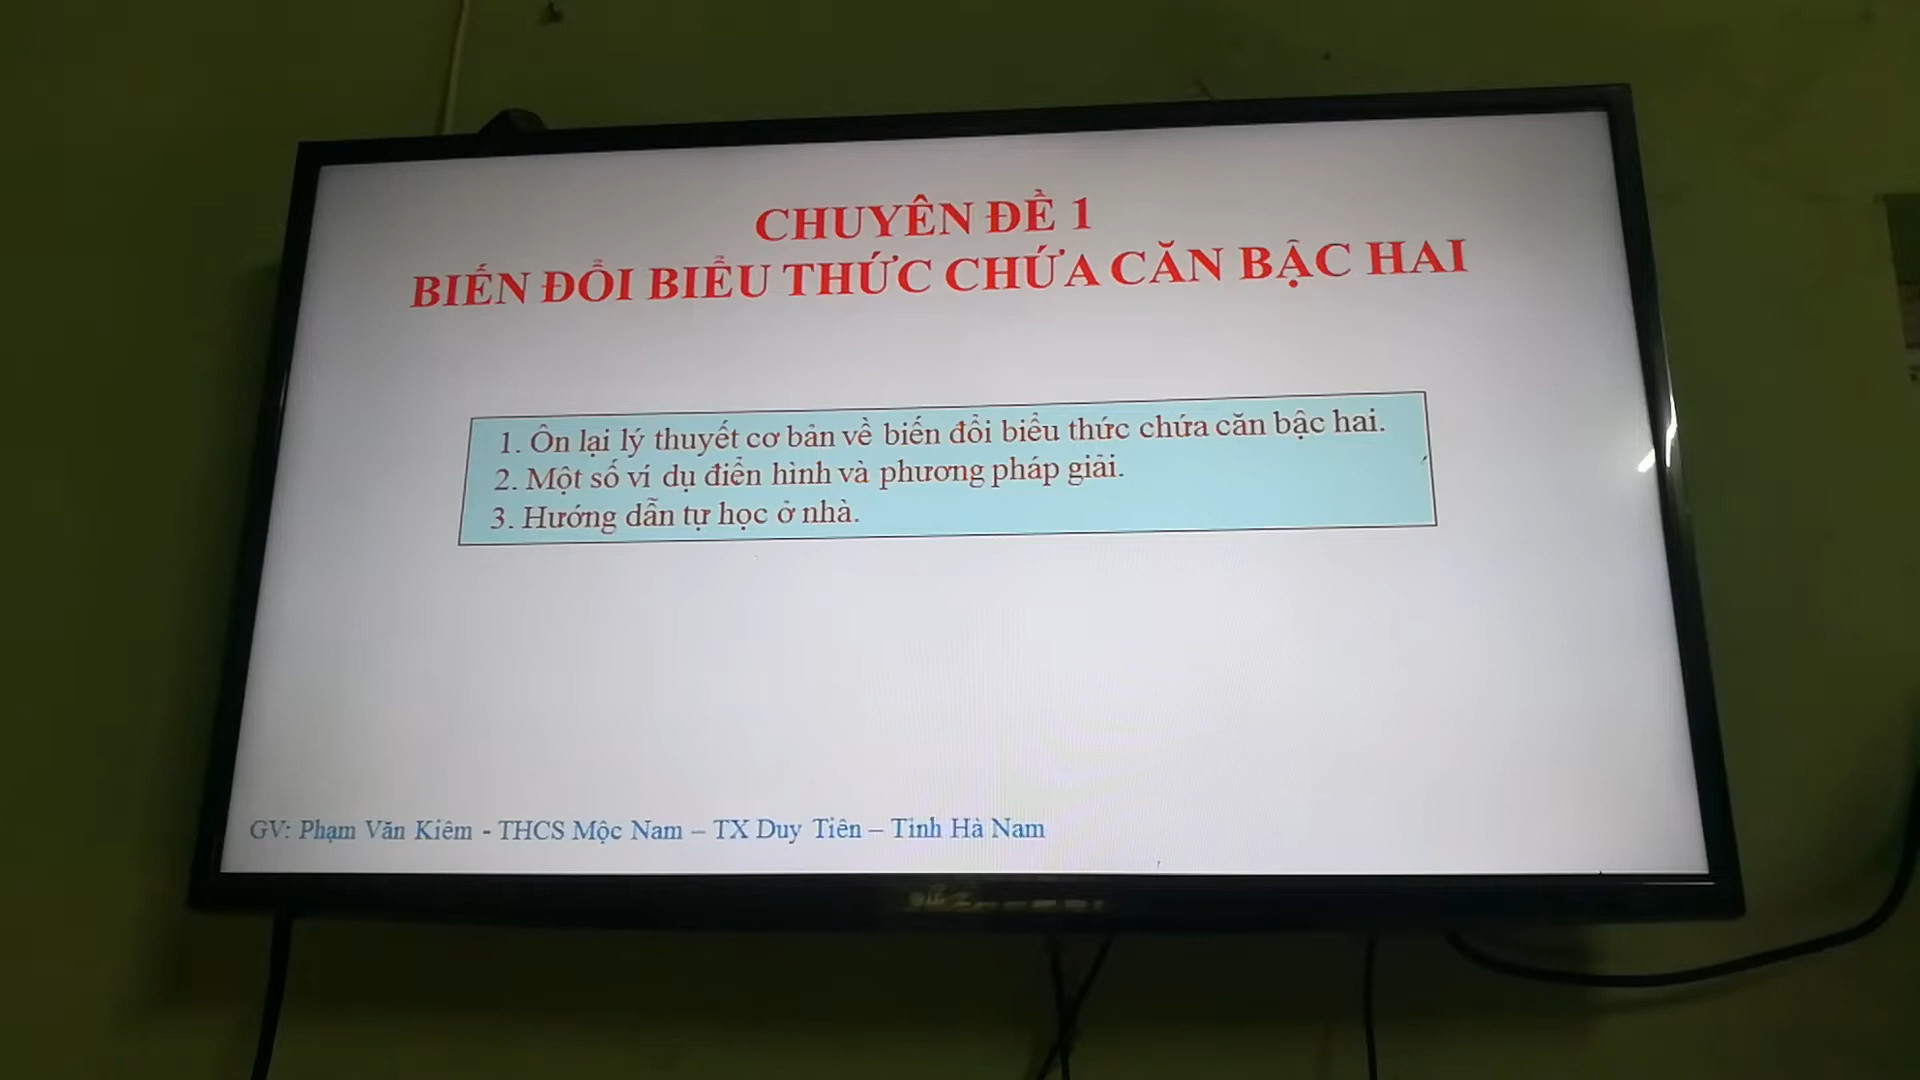 CHUYÊN ĐỀ 1
BIẾN ĐỔI BIỂU THỨC CHỨA CĂN BẬC HAI
1. Ôn lại lý thuyết cơ bản về biến đổi biểu thức chứa căn bậc hai.
2. Một số ví dụ điển hình và phương pháp giải.
3. Hướng dẫn tự học ở nhà.
GV: Phạm Văn Kiêm - THCS Mộc Nam – TX Duy Tiên – Tỉnh Hà Nam